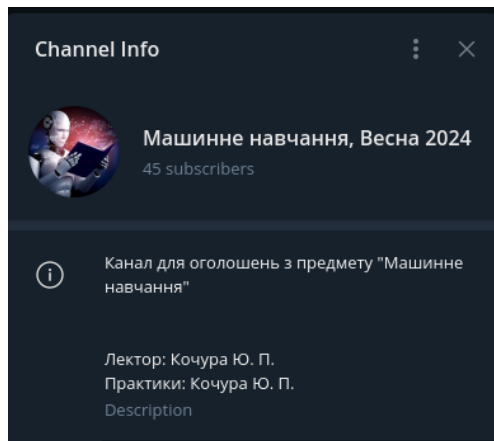 Channel Info
Машинне навчання, Весна 2024
45 subscribers
Канал для оголошень з предмету "Машинне
навчання"
Лектор: Кочура Ю. П.
Практики: Кочура Ю. П.
Description